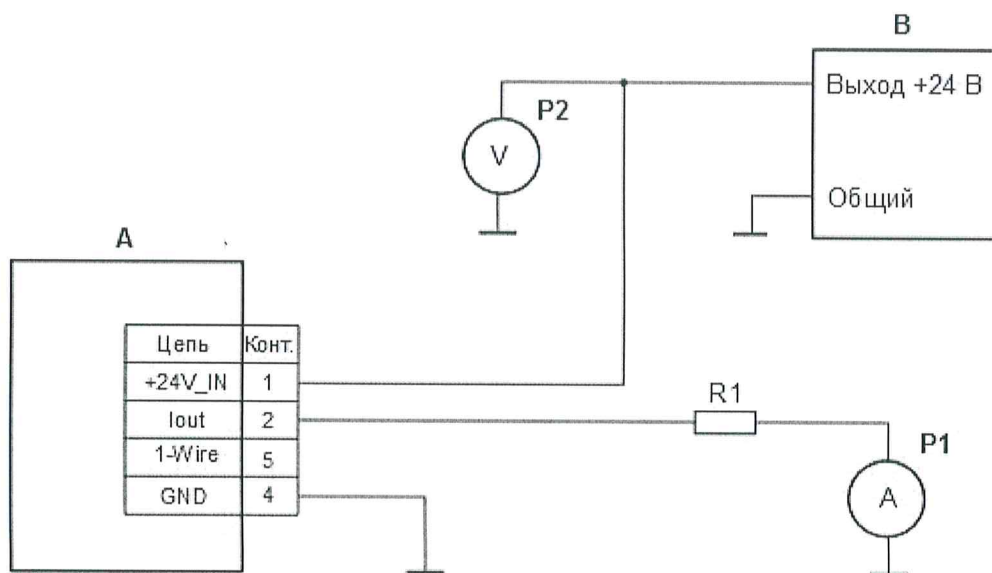 B
Выход +24 В
P2
V
Общий
A
Цепь Конт.
+24V_IN 1
Iout 2
1-Wire 5
GND 4
R1
P1
A